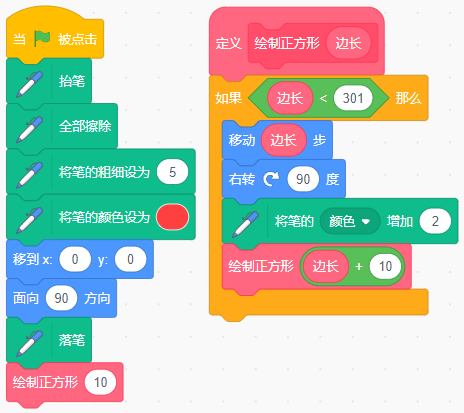 当 被点击
抬笔
全部擦除
将笔的粗细设为 5
将笔的颜色设为
移到 x: 0 y: 0
面向 90 方向
落笔
绘制正方形 10
定义 绘制正方形 边长
如果 边长 < 301 那么
移动 边长 步
右转 90 度
将笔的 颜色 增加 2
绘制正方形 边长 + 10